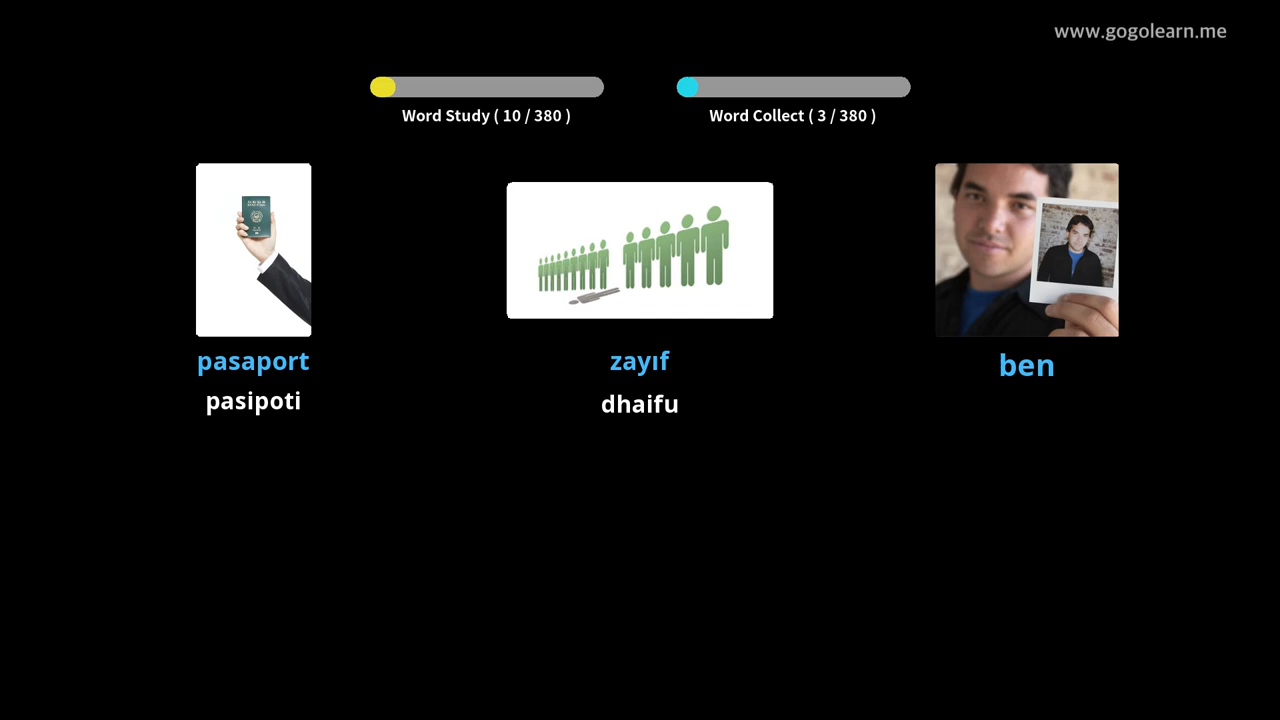 www.gogolearn.me
Word Study ( 10 / 380 )
Word Collect ( 3 / 380 )
pasaport
zayıf
ben
pasipoti
dhaifu